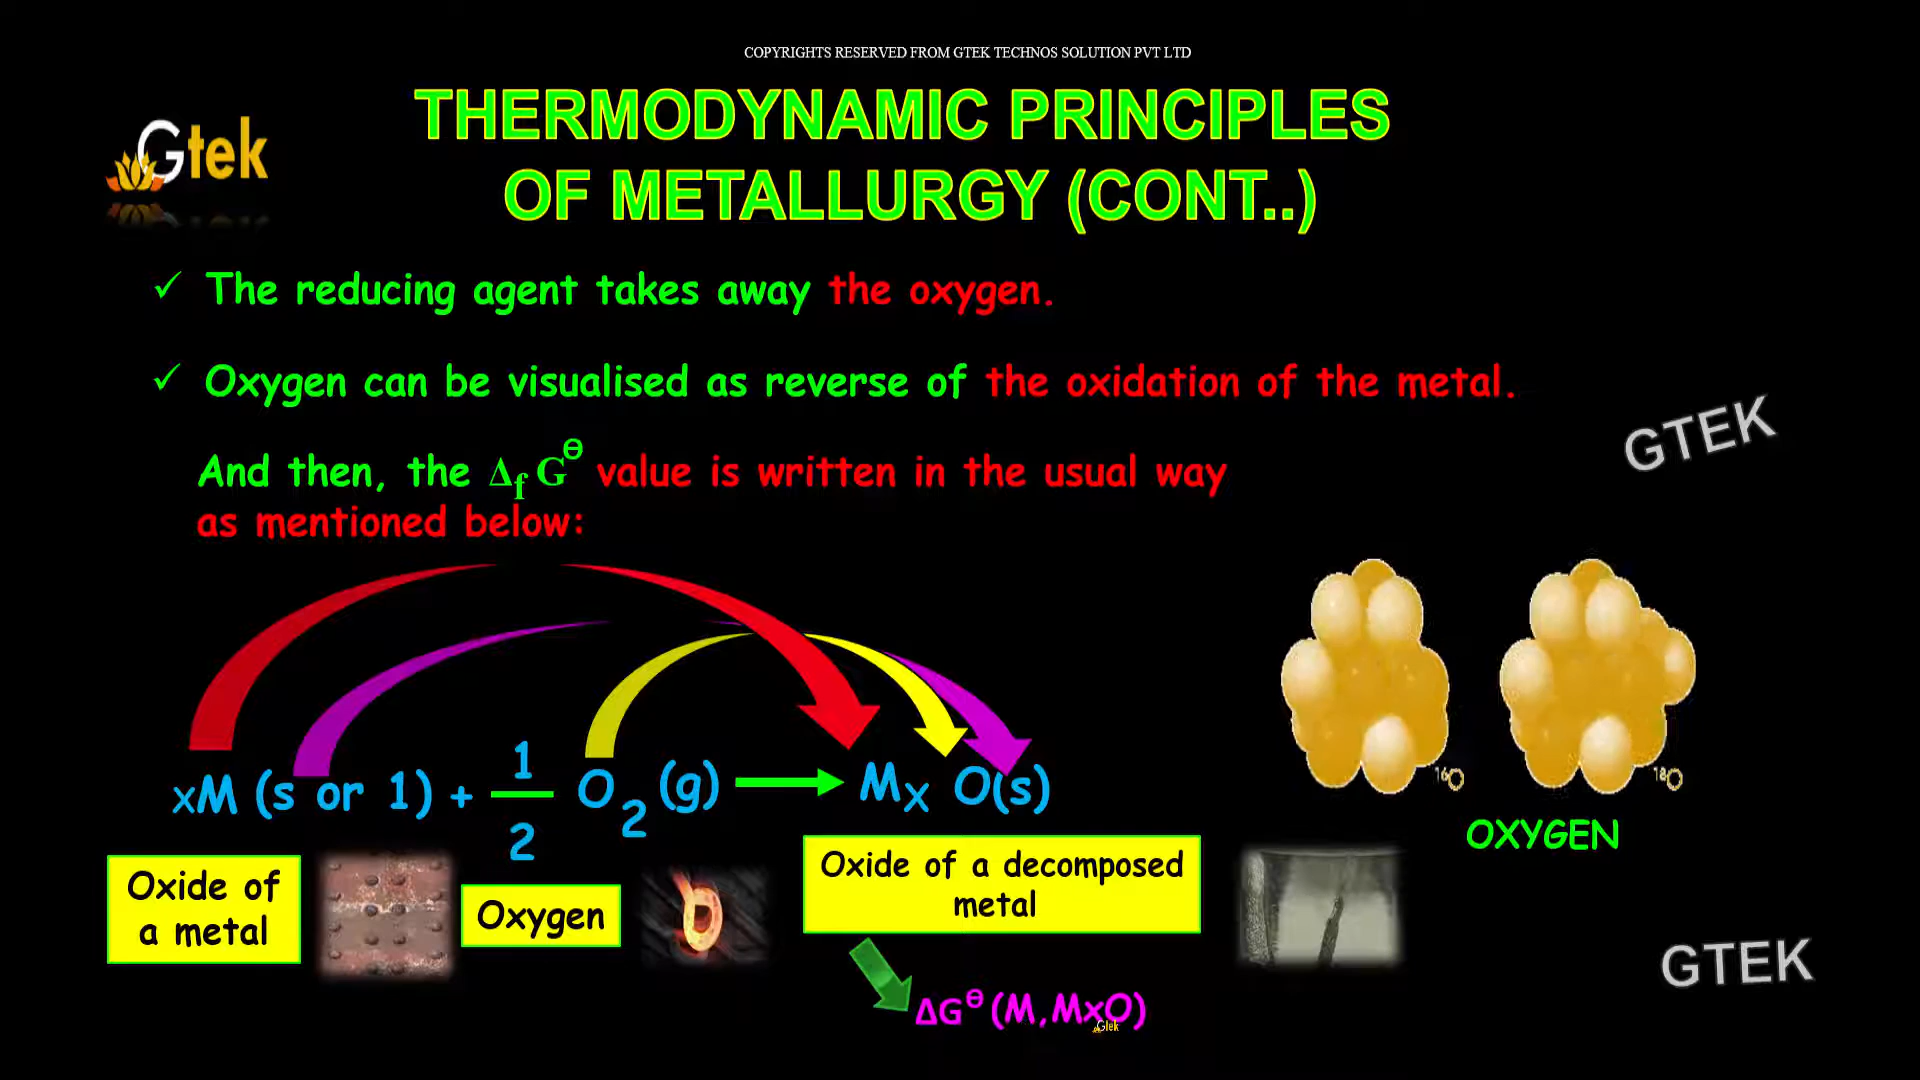 COPYRIGHTS RESERVED FROM GTEK TECHNOS SOLUTION PVT LTD
Gtek
THERMODYNAMIC PRINCIPLES
OF METALLURGY (CONT..)
✓ The reducing agent takes away the oxygen.
✓ Oxygen can be visualised as reverse of the oxidation of the metal.
GTEK
And then, the Δf G^Θ value is written in the usual way
as mentioned below:
xM (s or 1) + 1/2 O2 (g) → Mx O(s)
16O
18O
OXYGEN
Oxide of
a metal
Oxygen
Oxide of a decomposed
metal
GTEK
ΔG^Θ (M,MxO)
Gtek